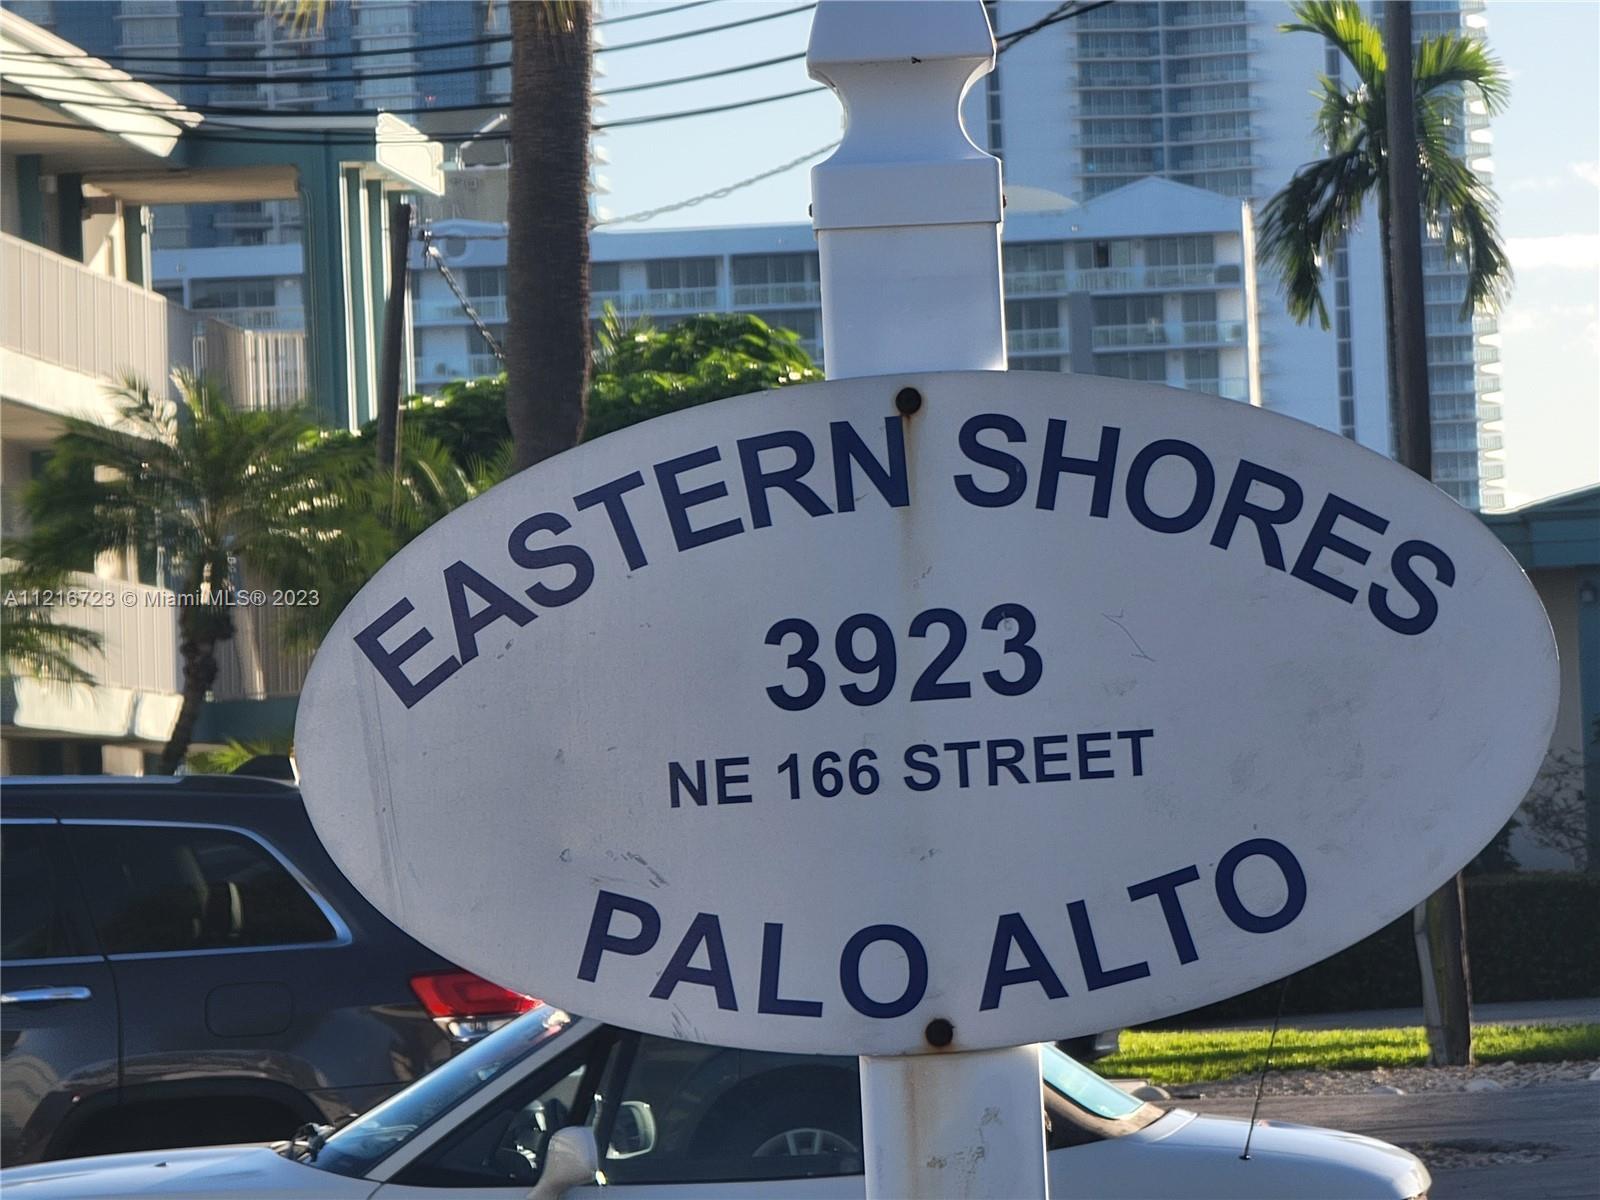 EASTERN SHORES
3923
NE 166 STREET
PALO ALTO
A11216723 © Miami MLS® 2023